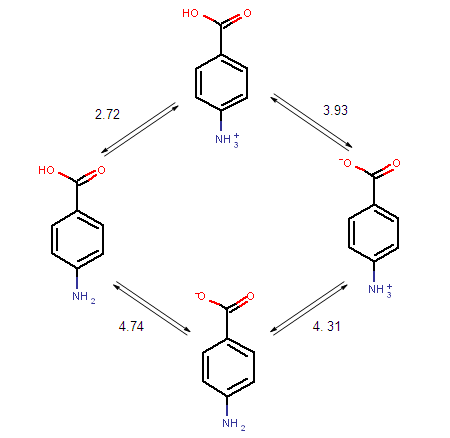 HO O
NH3+
2.72
3.93
HO O
-O O
NH2
NH3+
4.74
4.31
-O O
NH2